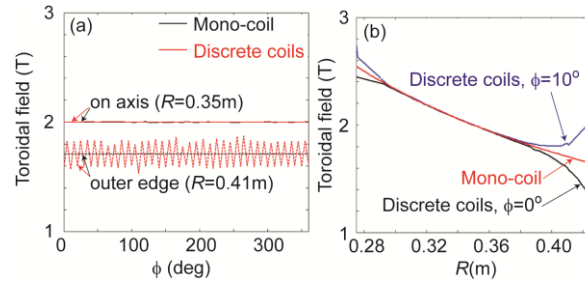 (a)
Mono-coil
Discrete coils
on axis (R=0.35m)
outer edge (R=0.41m)
Toroidal field (T)
3
2
1
0 100 200 300
ϕ (deg)
(b)
Discrete coils, ϕ=10°
Mono-coil
Discrete coils, ϕ=0°
Toroidal field (T)
3
2
1
0.28 0.32 0.36 0.40
R(m)